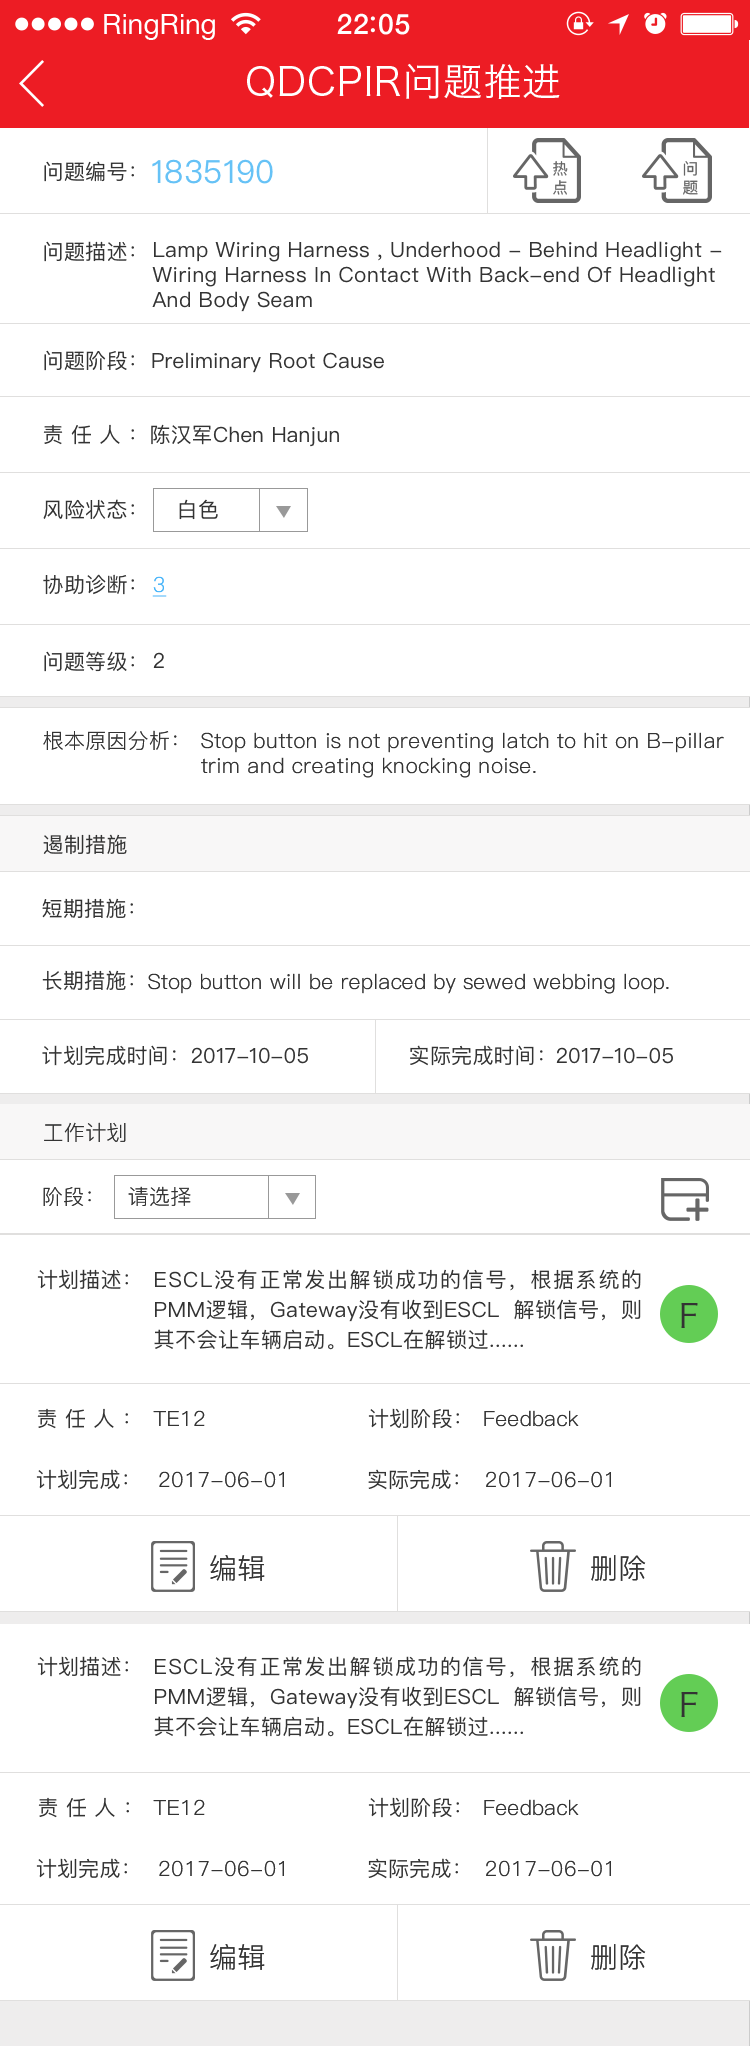 RingRing 22:05
QDCPIR问题推进
问题编号： 1835190 热点 问题
问题描述： Lamp Wiring Harness , Underhood – Behind Headlight –
Wiring Harness In Contact With Back–end Of Headlight
And Body Seam
问题阶段： Preliminary Root Cause
责 任 人 ： 陈汉军Chen Hanjun
风险状态： 白色
协助诊断： 3
问题等级： 2
根本原因分析： Stop button is not preventing latch to hit on B–pillar
trim and creating knocking noise.
遏制措施
短期措施：
长期措施： Stop button will be replaced by sewed webbing loop.
计划完成时间： 2017–10–05 实际完成时间： 2017–10–05
工作计划
阶段： 请选择
计划描述： ESCL没有正常发出解锁成功的信号，根据系统的
PMM逻辑，Gateway没有收到ESCL 解锁信号，则
其不会让车辆启动。ESCL在解锁过......
F
责 任 人 ： TE12 计划阶段： Feedback
计划完成： 2017–06–01 实际完成： 2017–06–01
编辑 删除
计划描述： ESCL没有正常发出解锁成功的信号，根据系统的
PMM逻辑，Gateway没有收到ESCL 解锁信号，则
其不会让车辆启动。ESCL在解锁过......
F
责 任 人 ： TE12 计划阶段： Feedback
计划完成： 2017–06–01 实际完成： 2017–06–01
编辑 删除